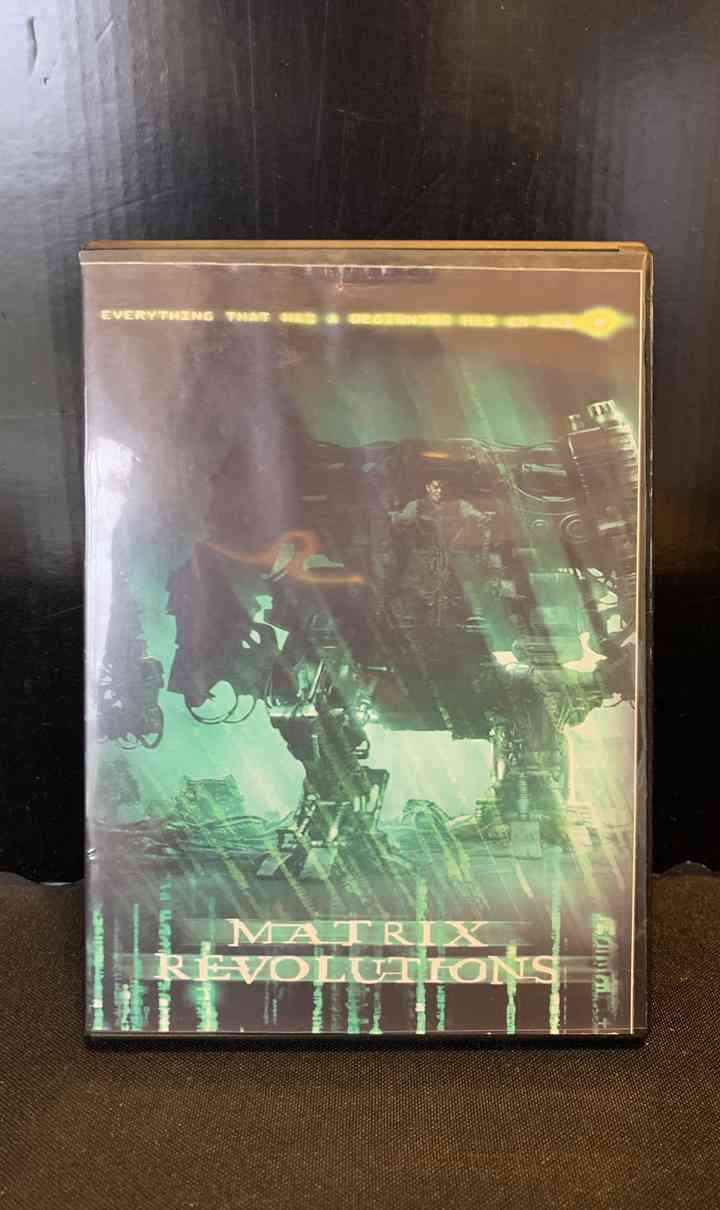 EVERYTHING THAT HAS A BEGINNING HAS AN END
MATRIX
REVOLUTIONS